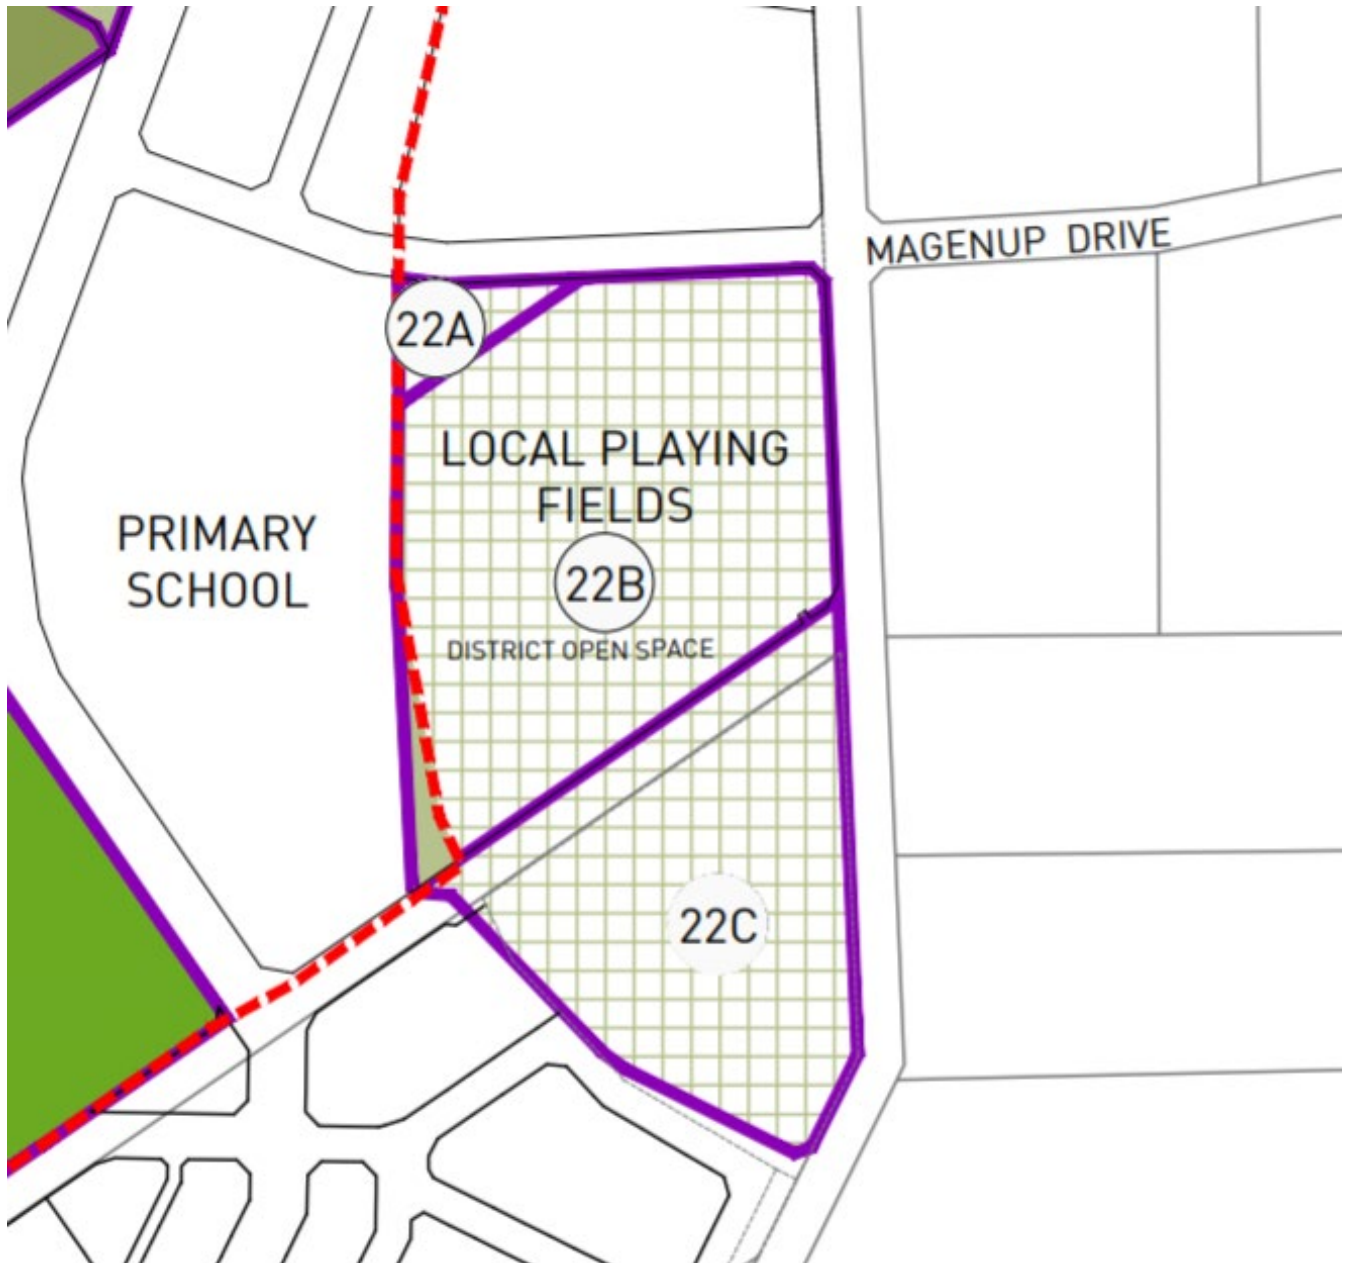 MAGENUP DRIVE
22A
LOCAL PLAYING
FIELDS
PRIMARY
SCHOOL
22B
DISTRICT OPEN SPACE
22C